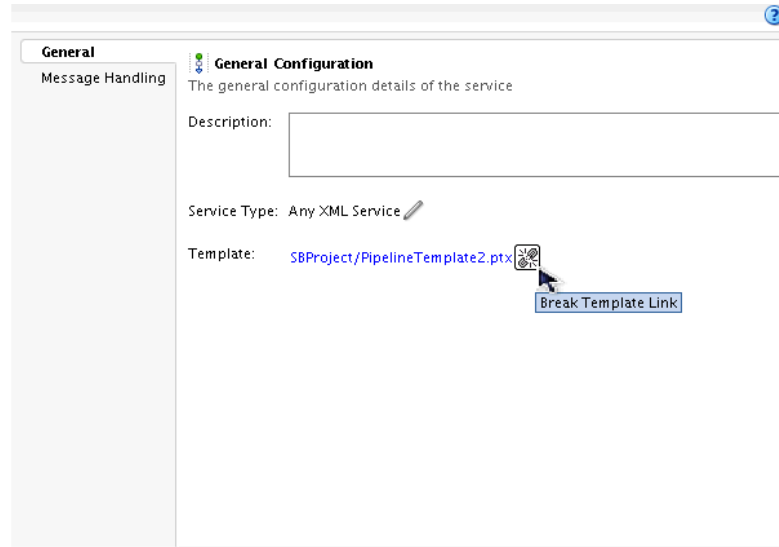 General
Message Handling
General Configuration
The general configuration details of the service
Description:
Service Type: Any XML Service
Template: SBProject/PipelineTemplate2.ptx
Break Template Link